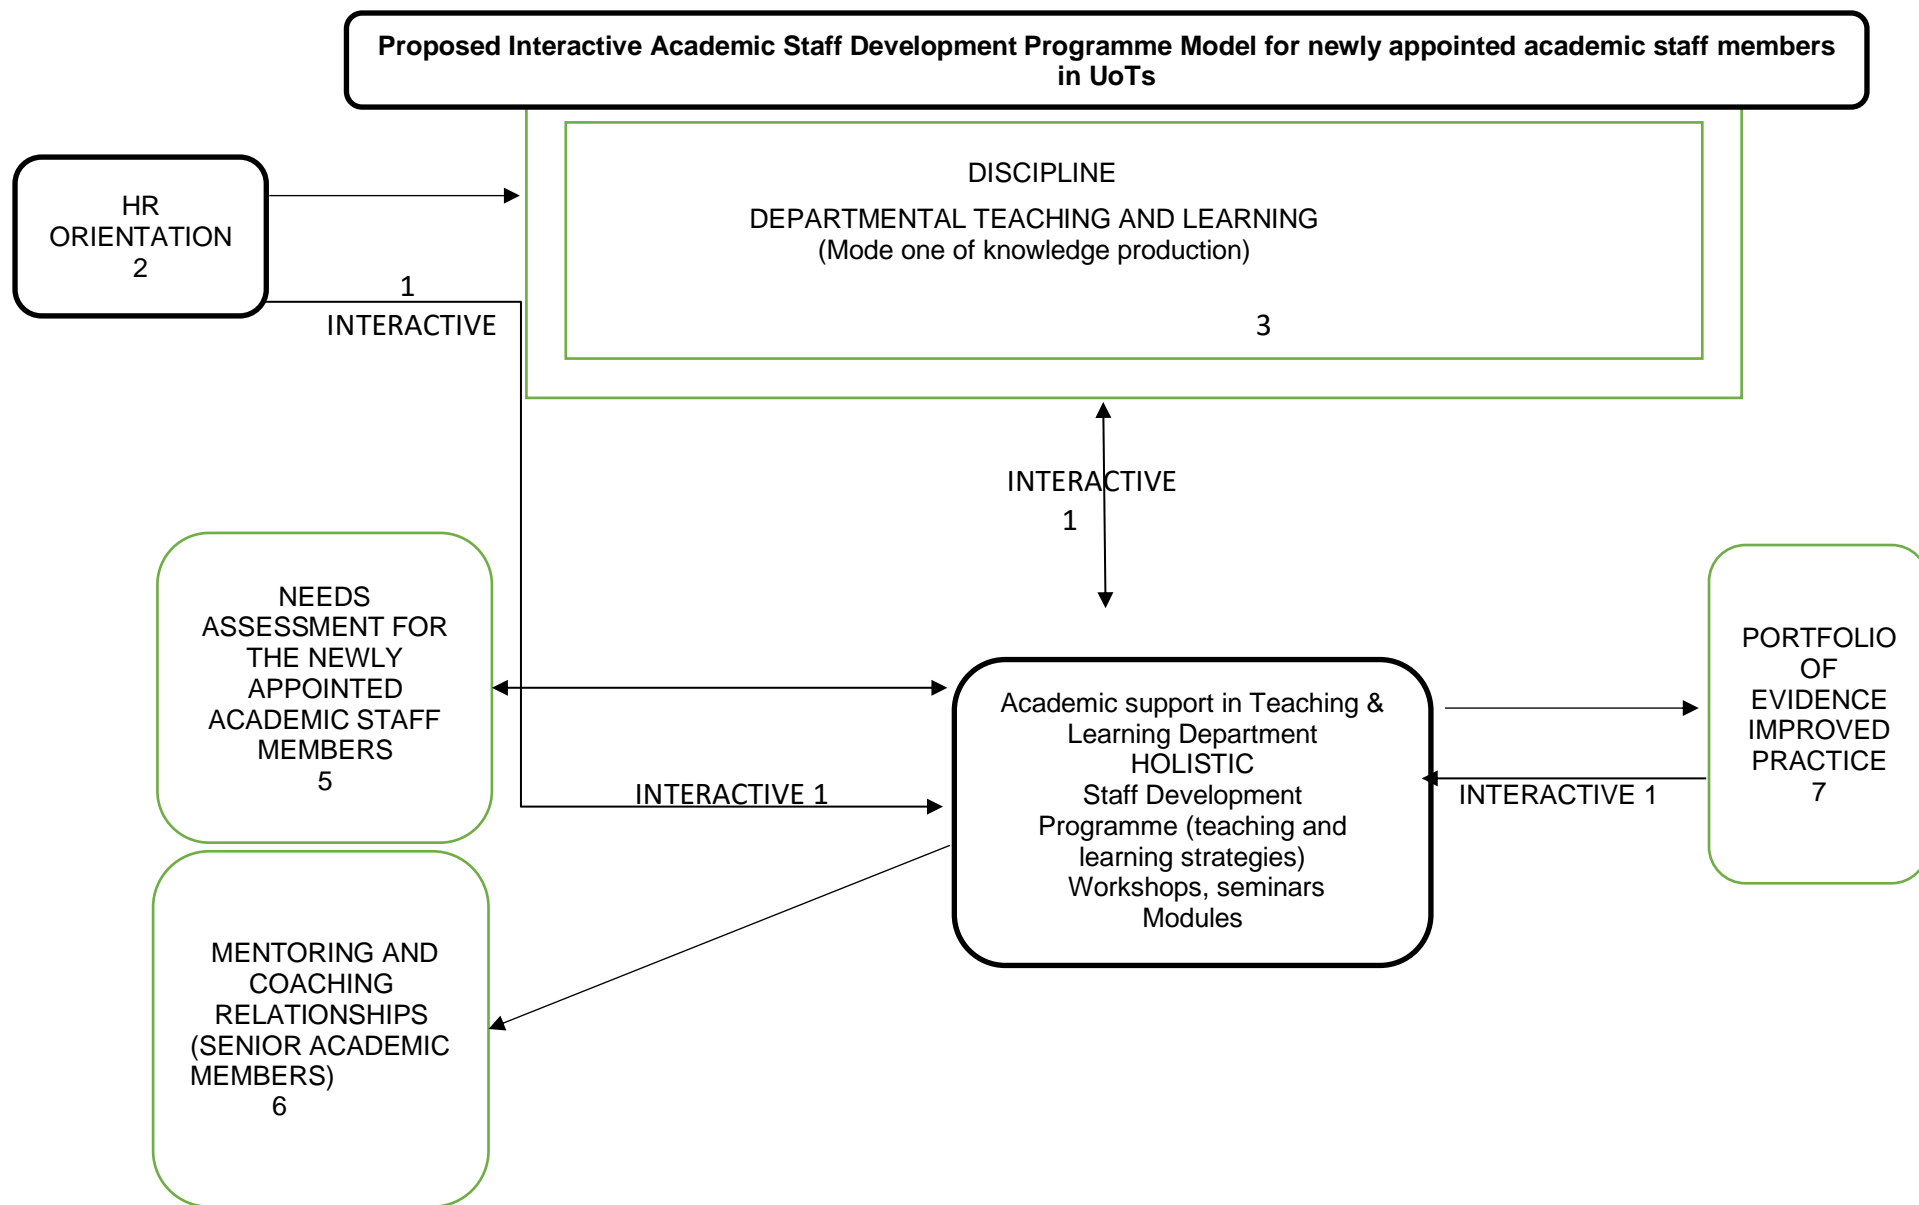 Proposed Interactive Academic Staff Development Programme Model for newly appointed academic staff members
in UoTs
HR
ORIENTATION
2
DISCIPLINE
DEPARTMENTAL TEACHING AND LEARNING
(Mode one of knowledge production)
3
1
INTERACTIVE
INTERACTIVE
1
NEEDS
ASSESSMENT FOR
THE NEWLY
APPOINTED
ACADEMIC STAFF
MEMBERS
5
INTERACTIVE 1
Academic support in Teaching &
Learning Department
HOLISTIC
Staff Development
Programme (teaching and
learning strategies)
Workshops, seminars
Modules
INTERACTIVE 1
PORTFOLIO
OF
EVIDENCE
IMPROVED
PRACTICE
7
MENTORING AND
COACHING
RELATIONSHIPS
(SENIOR ACADEMIC
MEMBERS)
6